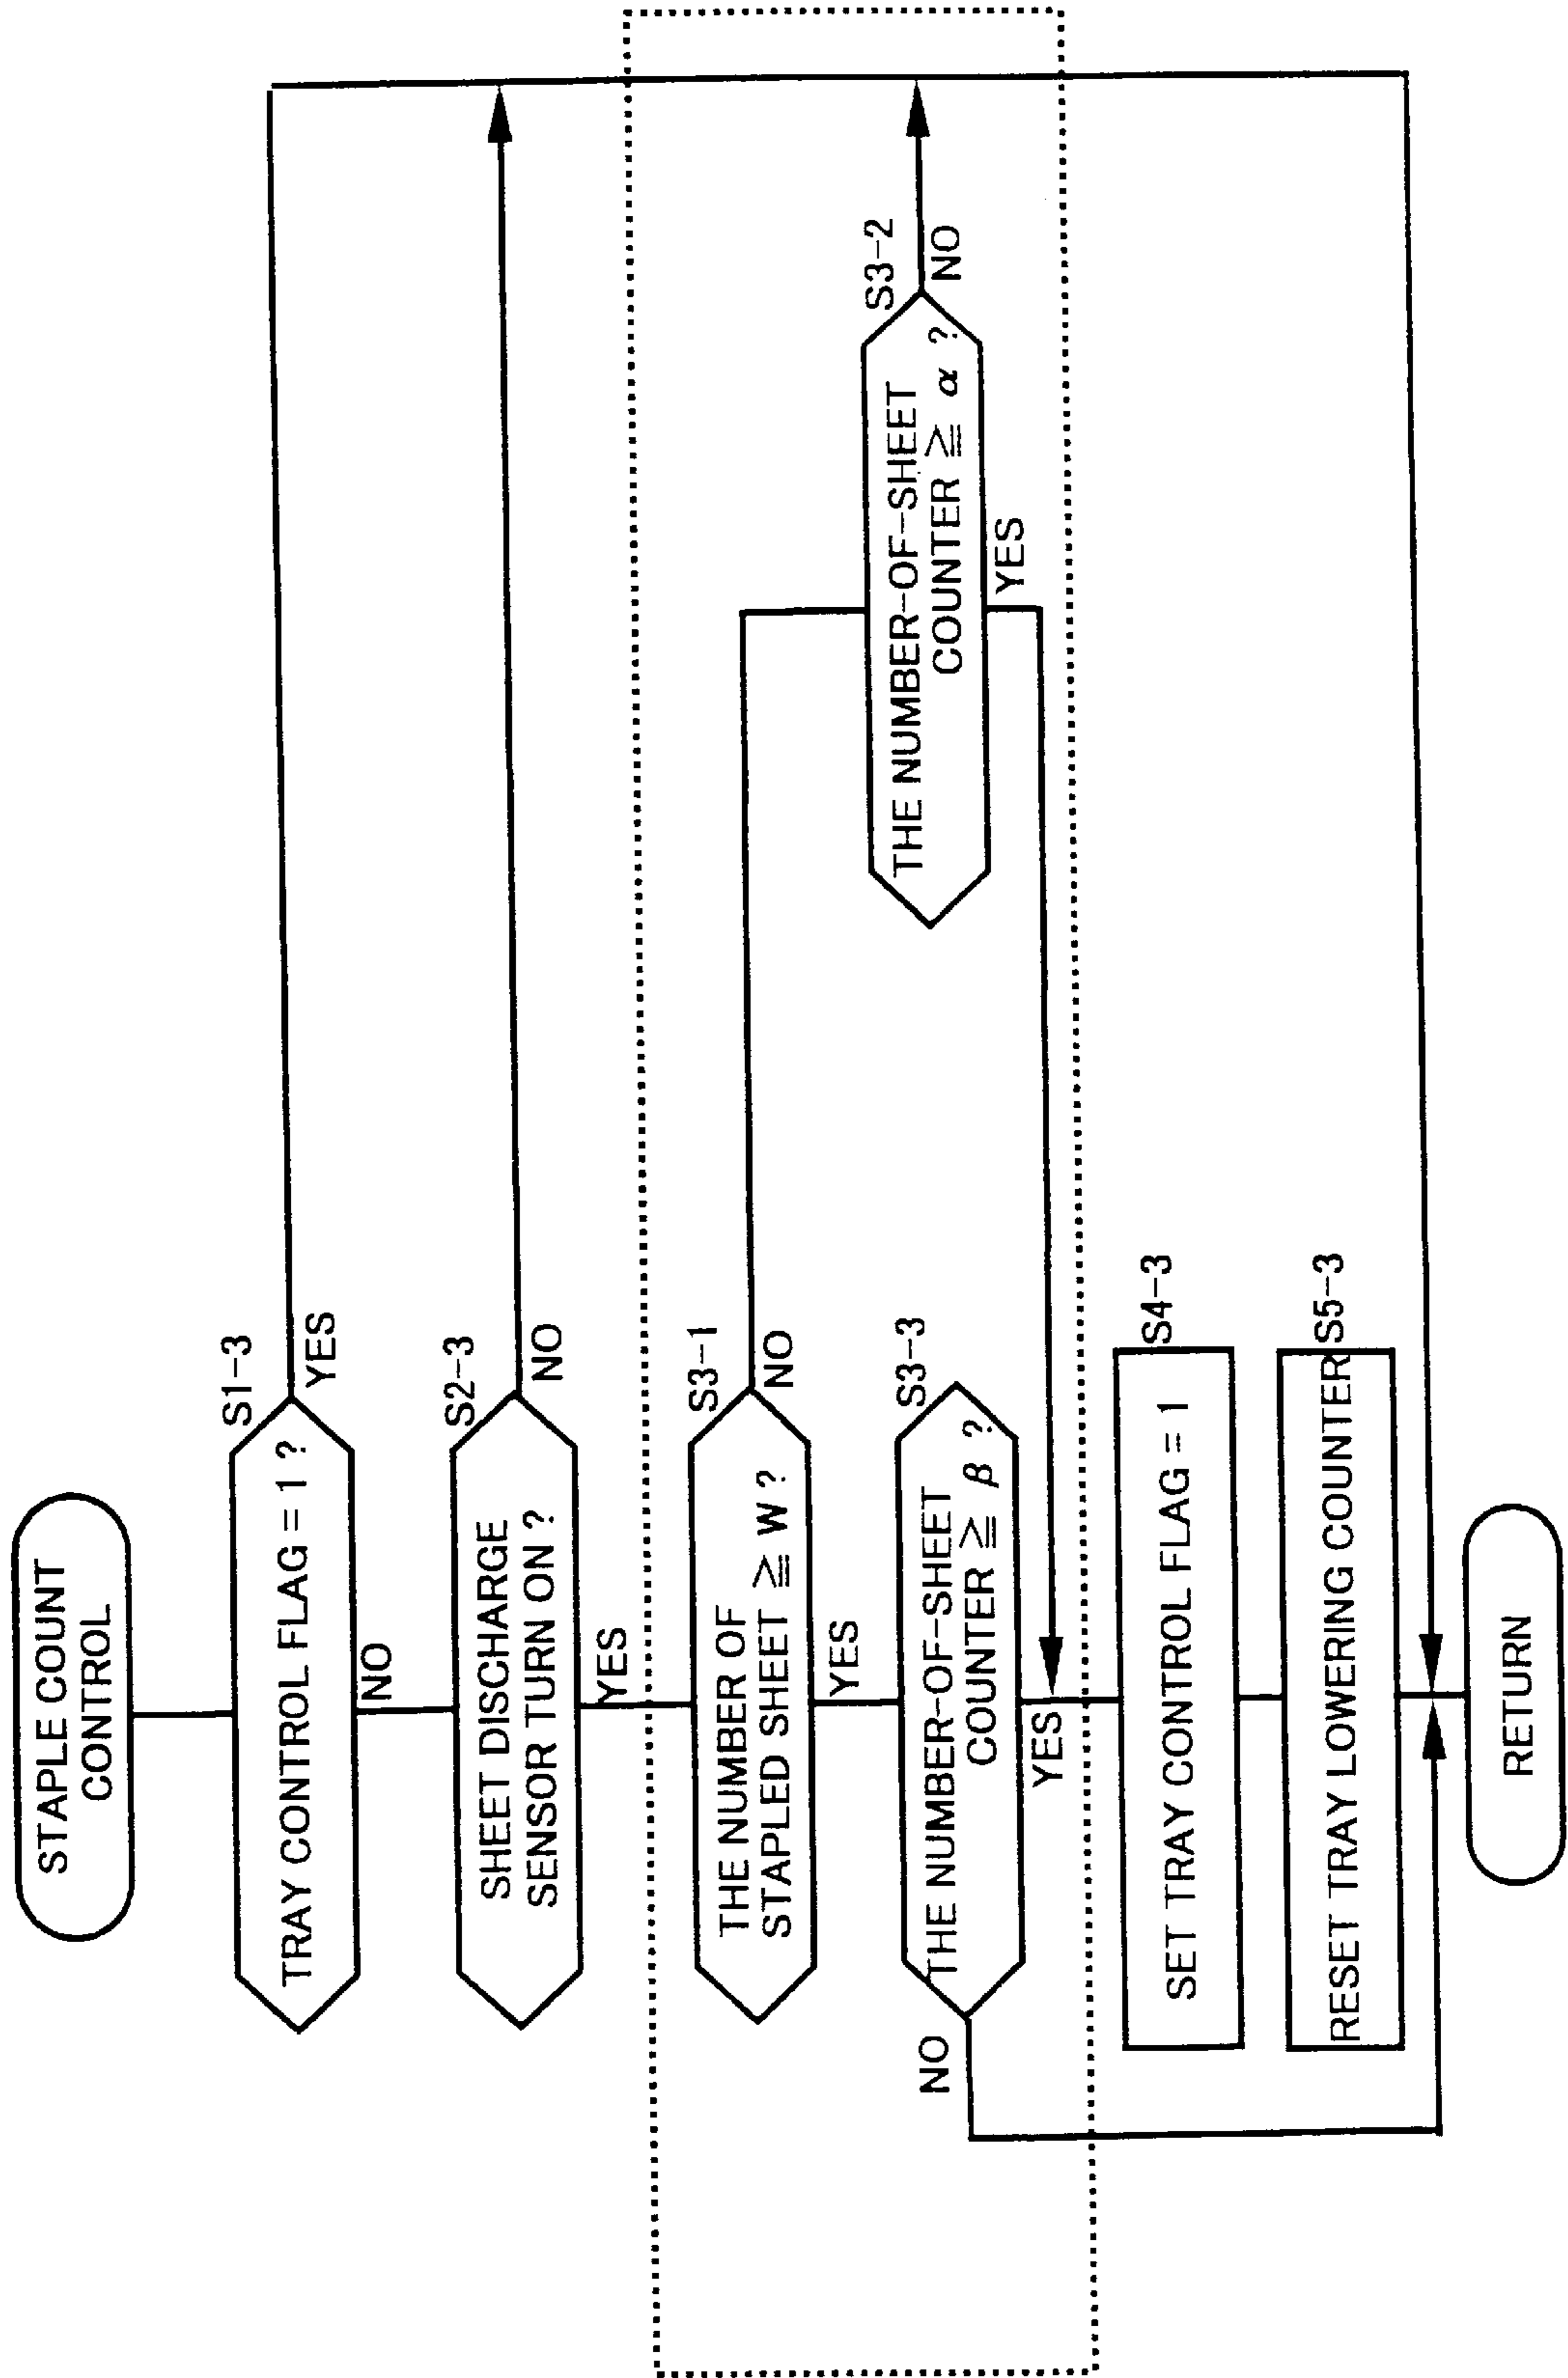 STAPLE COUNT
CONTROL
S1-3
TRAY CONTROL FLAG = 1 ?
YES
NO
S2-3
SHEET DISCHARGE
SENSOR TURN ON ?
NO
YES
S3-1
THE NUMBER OF
STAPLED SHEET ≧ W ?
NO
YES
S3-2
THE NUMBER-OF-SHEET
COUNTER ≧ α ?
NO
YES
S3-3
THE NUMBER-OF-SHEET
COUNTER ≧ β ?
NO
YES
S4-3
SET TRAY CONTROL FLAG = 1
S5-3
RESET TRAY LOWERING COUNTER
RETURN